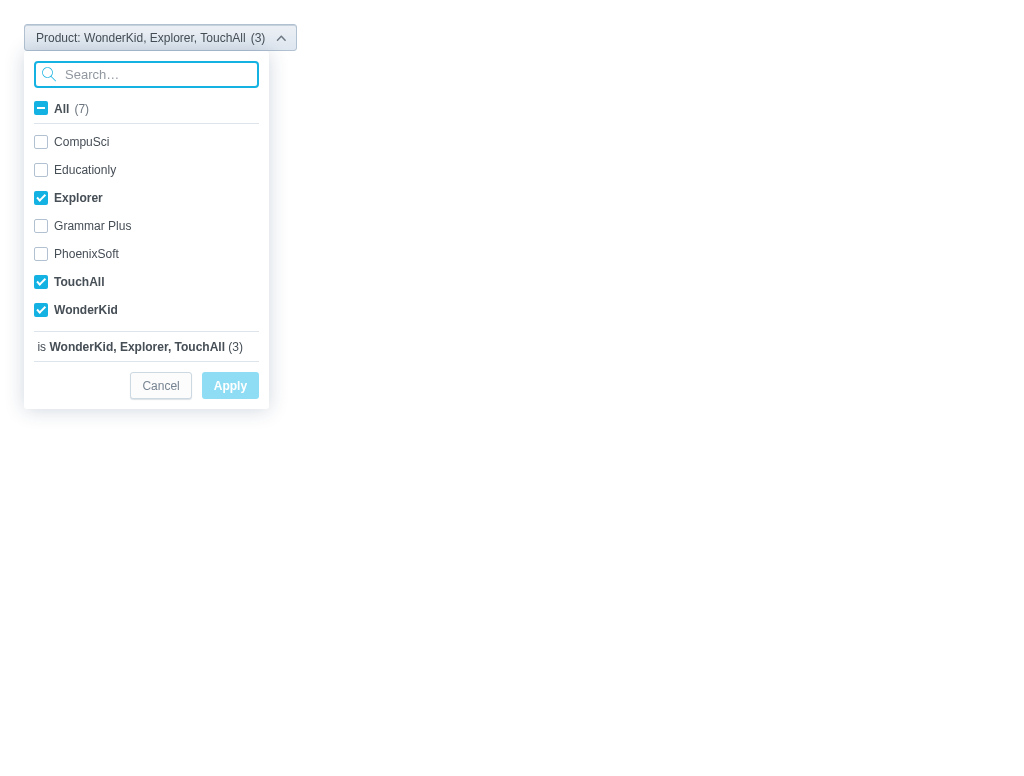 Product: WonderKid, Explorer, TouchAll (3)
Search…
All (7)
CompuSci
Educationly
Explorer
Grammar Plus
PhoenixSoft
TouchAll
WonderKid
is WonderKid, Explorer, TouchAll (3)
Cancel Apply